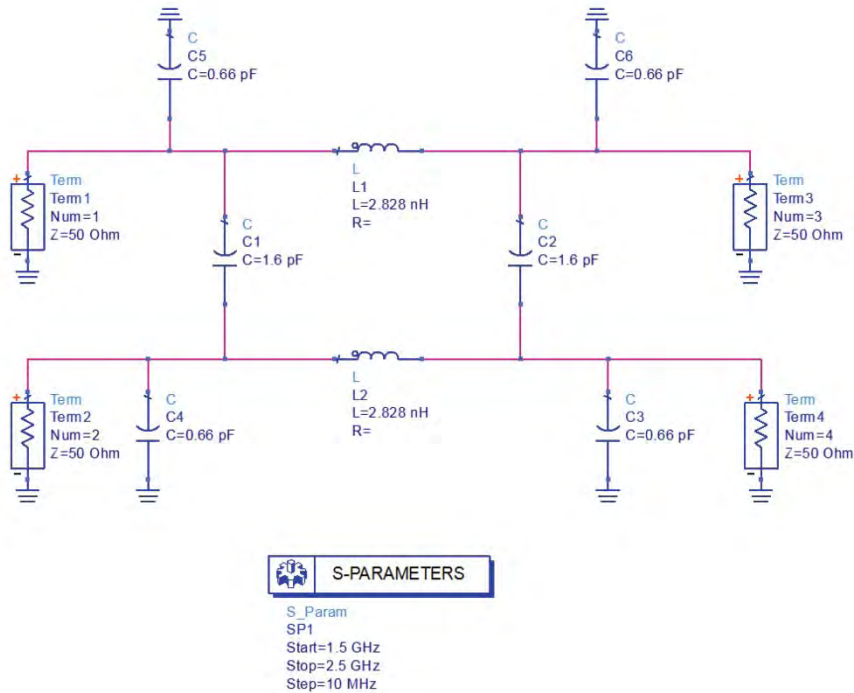 C
C5
C=0.66 pF
C
C6
C=0.66 pF
+
Term
Term1
Num=1
Z=50 Ohm
-
L
L1
L=2.828 nH
R=
C
C1
C=1.6 pF
C
C2
C=1.6 pF
+
Term
Term3
Num=3
Z=50 Ohm
-
+
Term
Term2
Num=2
Z=50 Ohm
-
C
C4
C=0.66 pF
L
L2
L=2.828 nH
R=
C
C3
C=0.66 pF
+
Term
Term4
Num=4
Z=50 Ohm
-
S-PARAMETERS
S_Param
SP1
Start=1.5 GHz
Stop=2.5 GHz
Step=10 MHz